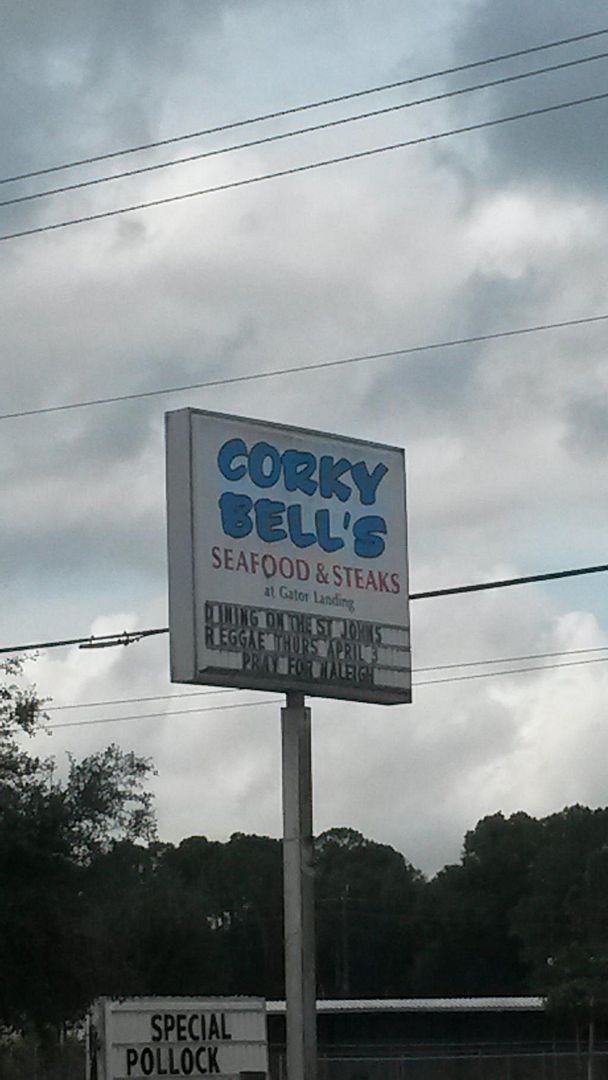 CORKY
BELL'S
SEAFOOD & STEAKS
at Gator Landing
DINING ON THE ST JOHNS
REGGAE THURS APRIL 3
PRAY FOR HALEIGH
SPECIAL
POLLOCK